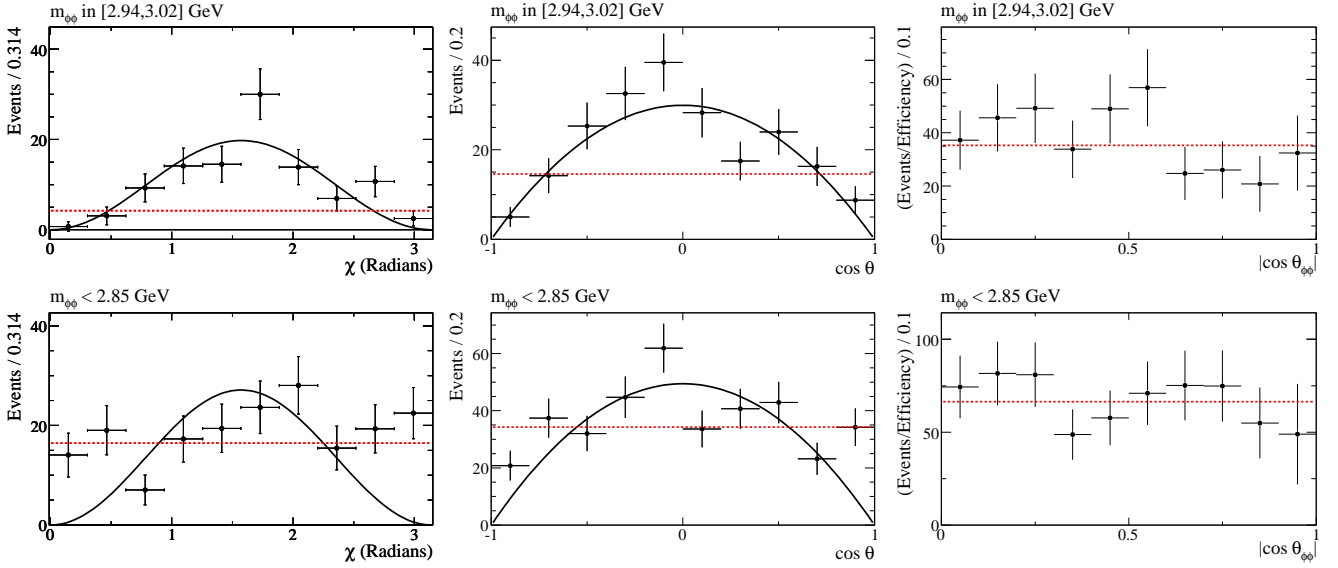 m_φφ in [2.94,3.02] GeV
Events / 0.314
40
20
0
0 1 2 3
χ (Radians)
m_φφ in [2.94,3.02] GeV
Events / 0.2
40
20
0
-1 0 1
cos θ
m_φφ in [2.94,3.02] GeV
(Events/Efficiency) / 0.1
60
40
20
0
0.5 1
|cos θ_φφ|
m_φφ < 2.85 GeV
Events / 0.314
40
20
0
0 1 2 3
χ (Radians)
m_φφ < 2.85 GeV
Events / 0.2
60
40
20
0
-1 0 1
cos θ
m_φφ < 2.85 GeV
(Events/Efficiency) / 0.1
100
50
0
0.5 1
|cos θ_φφ|